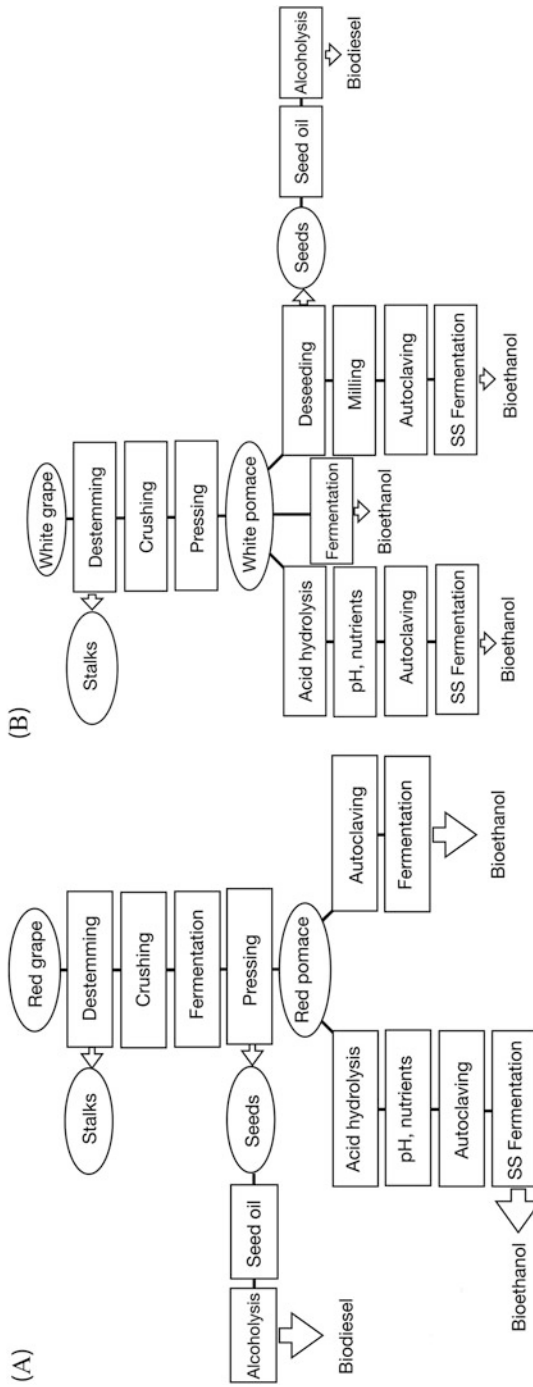 (A)
Red grape
Destemming
Stalks
Crushing
Fermentation
Pressing
Seeds
Seed oil
Alcoholysis
Biodiesel
Red pomace
Acid hydrolysis
pH, nutrients
Autoclaving
SS Fermentation
Bioethanol
Autoclaving
Fermentation
Bioethanol
(B)
White grape
Destemming
Stalks
Crushing
Pressing
White pomace
Acid hydrolysis
pH, nutrients
Autoclaving
SS Fermentation
Bioethanol
Fermentation
Bioethanol
Deseeding
Milling
Autoclaving
SS Fermentation
Bioethanol
Seeds
Seed oil
Alcoholysis
Biodiesel